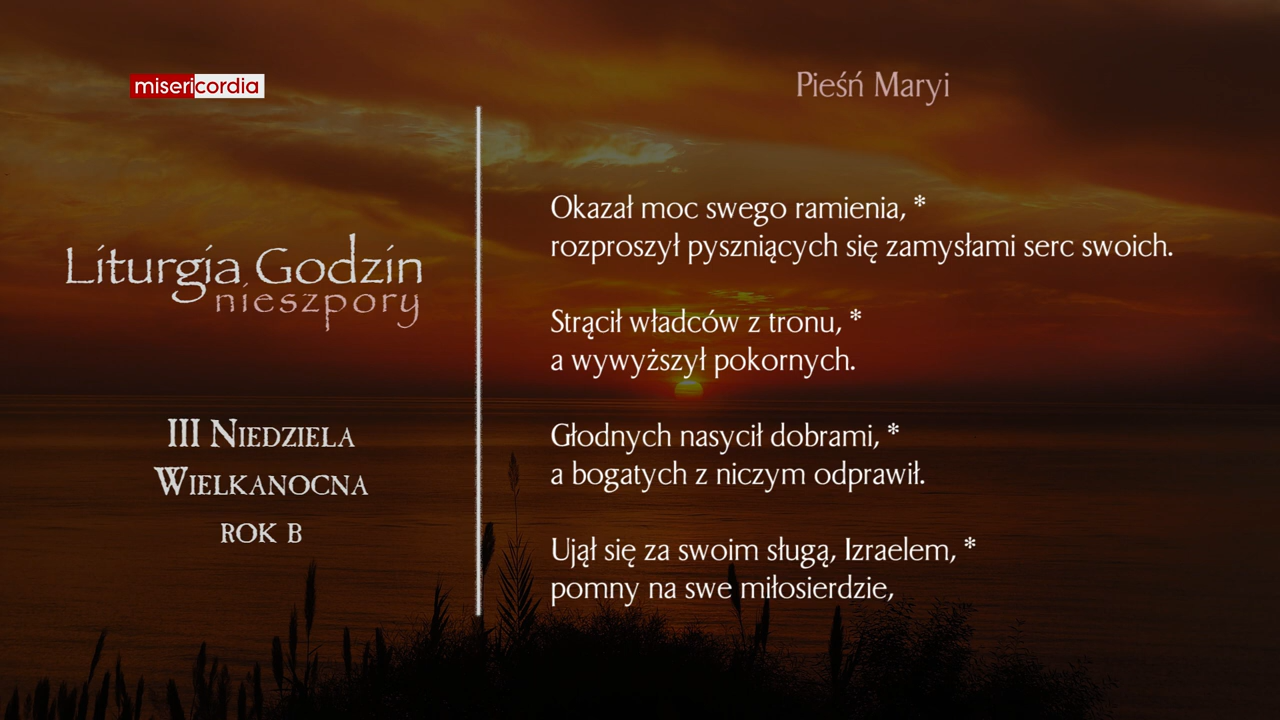 misericordia
Liturgia Godzin
nieszpory
III Niedziela
Wielkanocna
rok B
Pieśń Maryi
Okazał moc swego ramienia, *
rozproszył pyszniących się zamysłami serc swoich.
Strącił władców z tronu, *
a wywyższył pokornych.
Głodnych nasycił dobrami, *
a bogatych z niczym odprawił.
Ujął się za swoim sługą, Izraelem, *
pomny na swe miłosierdzie,